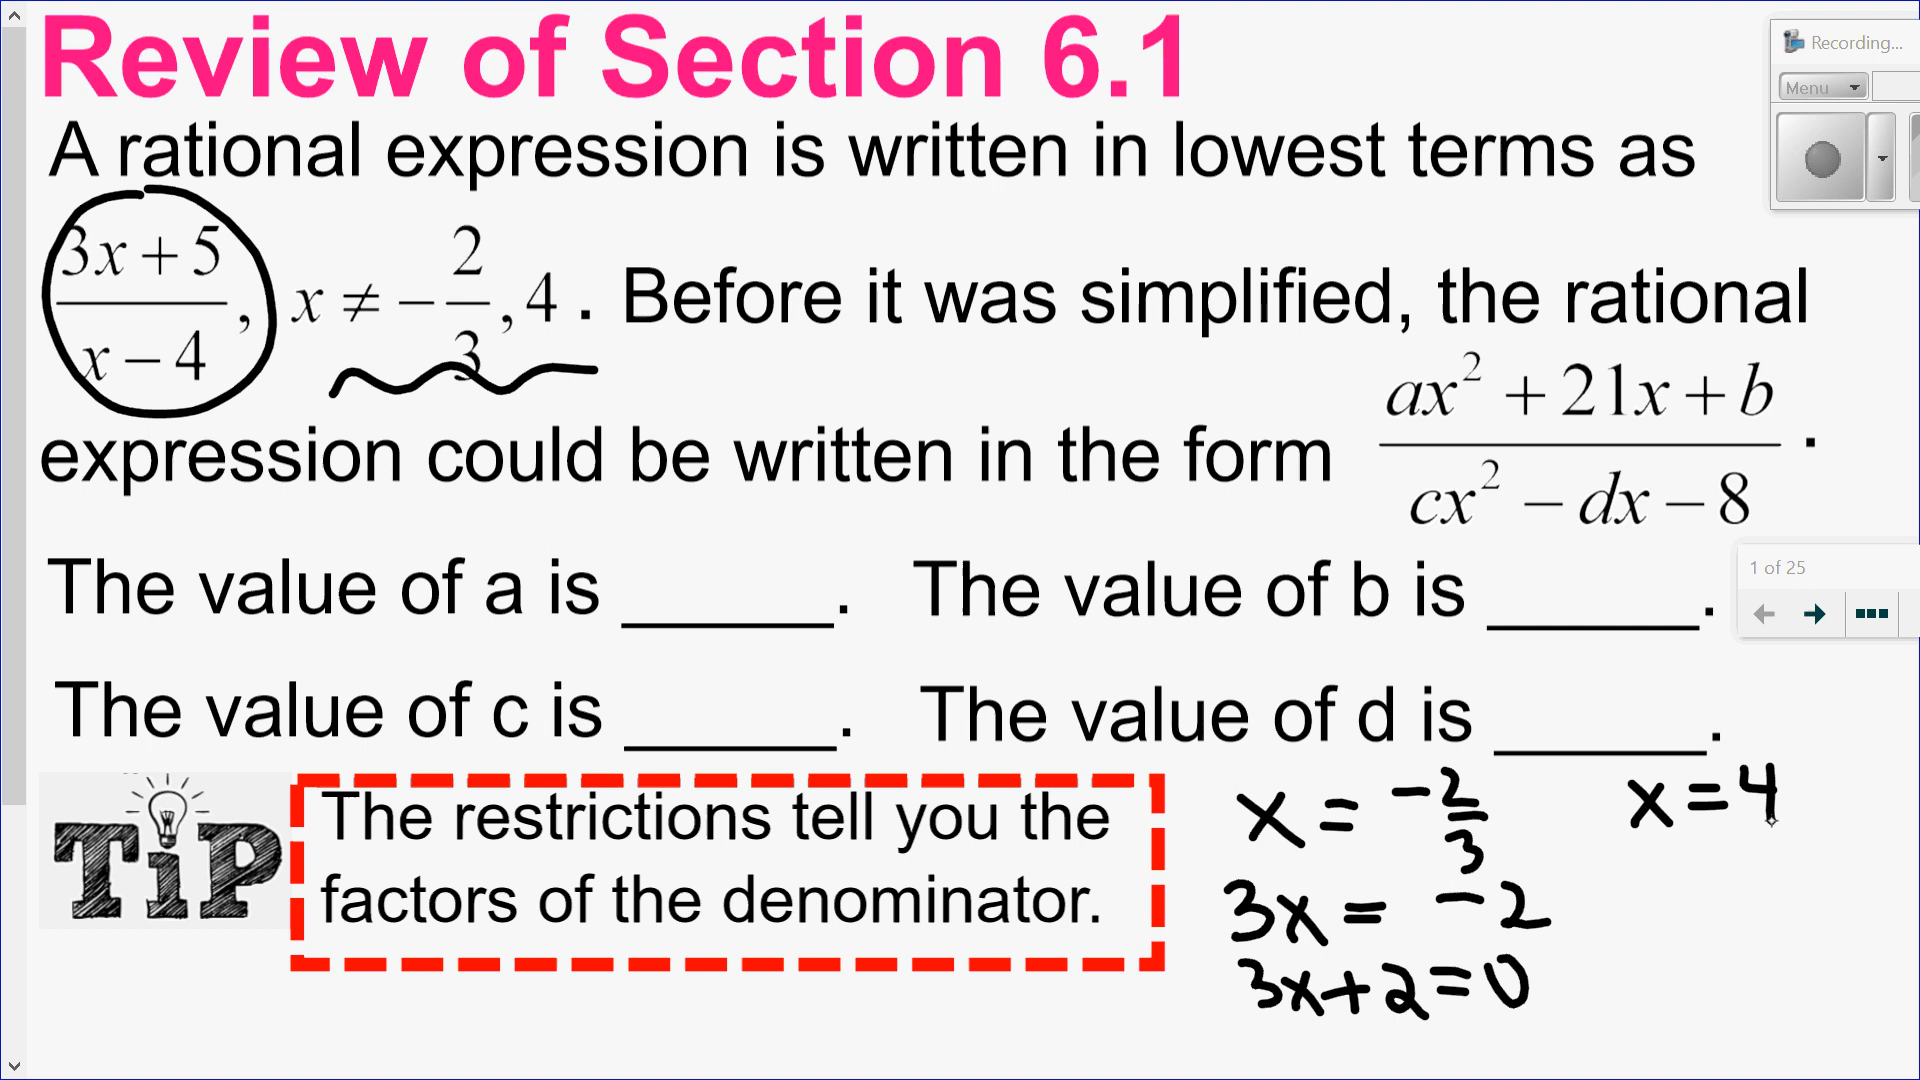 Review of Section 6.1
Recording...
Menu
A rational expression is written in lowest terms as
3x + 5
x − 4
, x ≠ − 2/3 , 4 . Before it was simplified, the rational
expression could be written in the form
ax² + 21x + b
cx² − dx − 8
.
The value of a is ______. The value of b is ______.
1 of 25
The value of c is ______. The value of d is ______.
TiP
The restrictions tell you the
factors of the denominator.
x = -2/3
x = 4
3x = -2
3x + 2 = 0